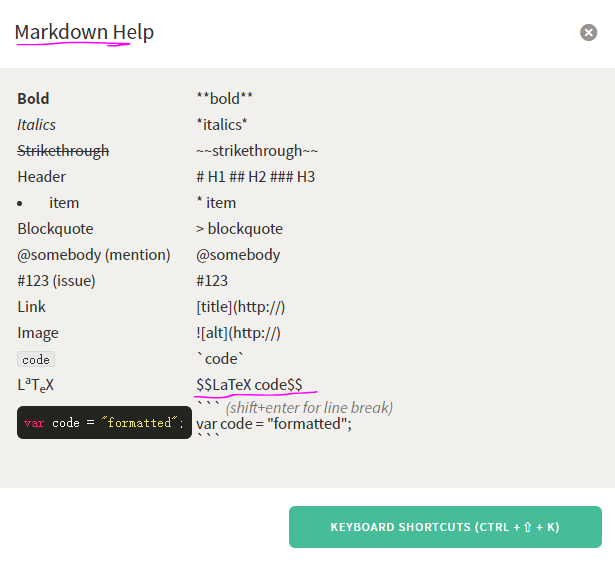 Markdown Help
Bold **bold**
Italics *italics*
Strikethrough ~~strikethrough~~
Header # H1 ## H2 ### H3
• item * item
Blockquote > blockquote
@somebody (mention) @somebody
#123 (issue) #123
Link [title](http://)
Image ![alt](http://)
code `code`
LaTeX $$LaTeX code$$
``` (shift+enter for line break)
var code = "formatted"; var code = "formatted";
```
KEYBOARD SHORTCUTS (CTRL + ⇧ + K)